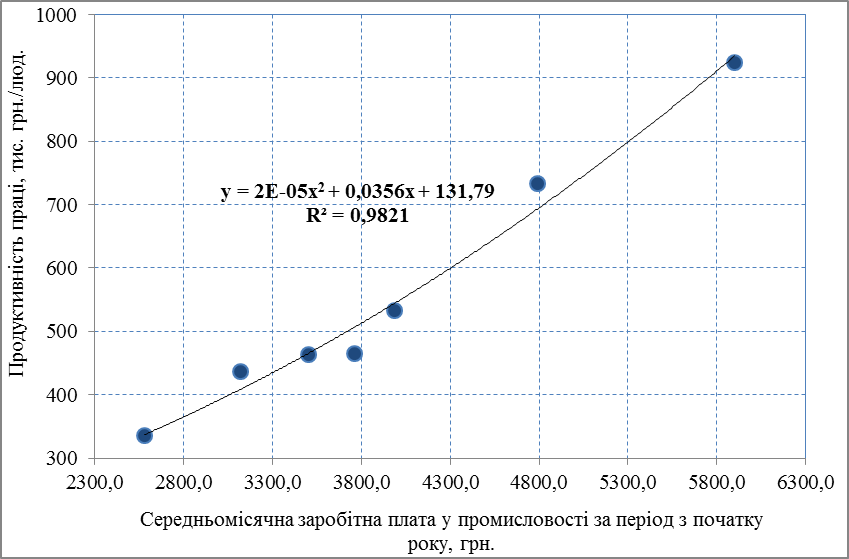 1000
900
800
700
600
500
400
300
Продуктивність праці, тис. грн./люд.
y = 2E-05x² + 0,0356x + 131,79
R² = 0,9821
2300,0 2800,0 3300,0 3800,0 4300,0 4800,0 5300,0 5800,0 6300,0
Середньомісячна заробітна плата у промисловості за період з початку
року, грн.